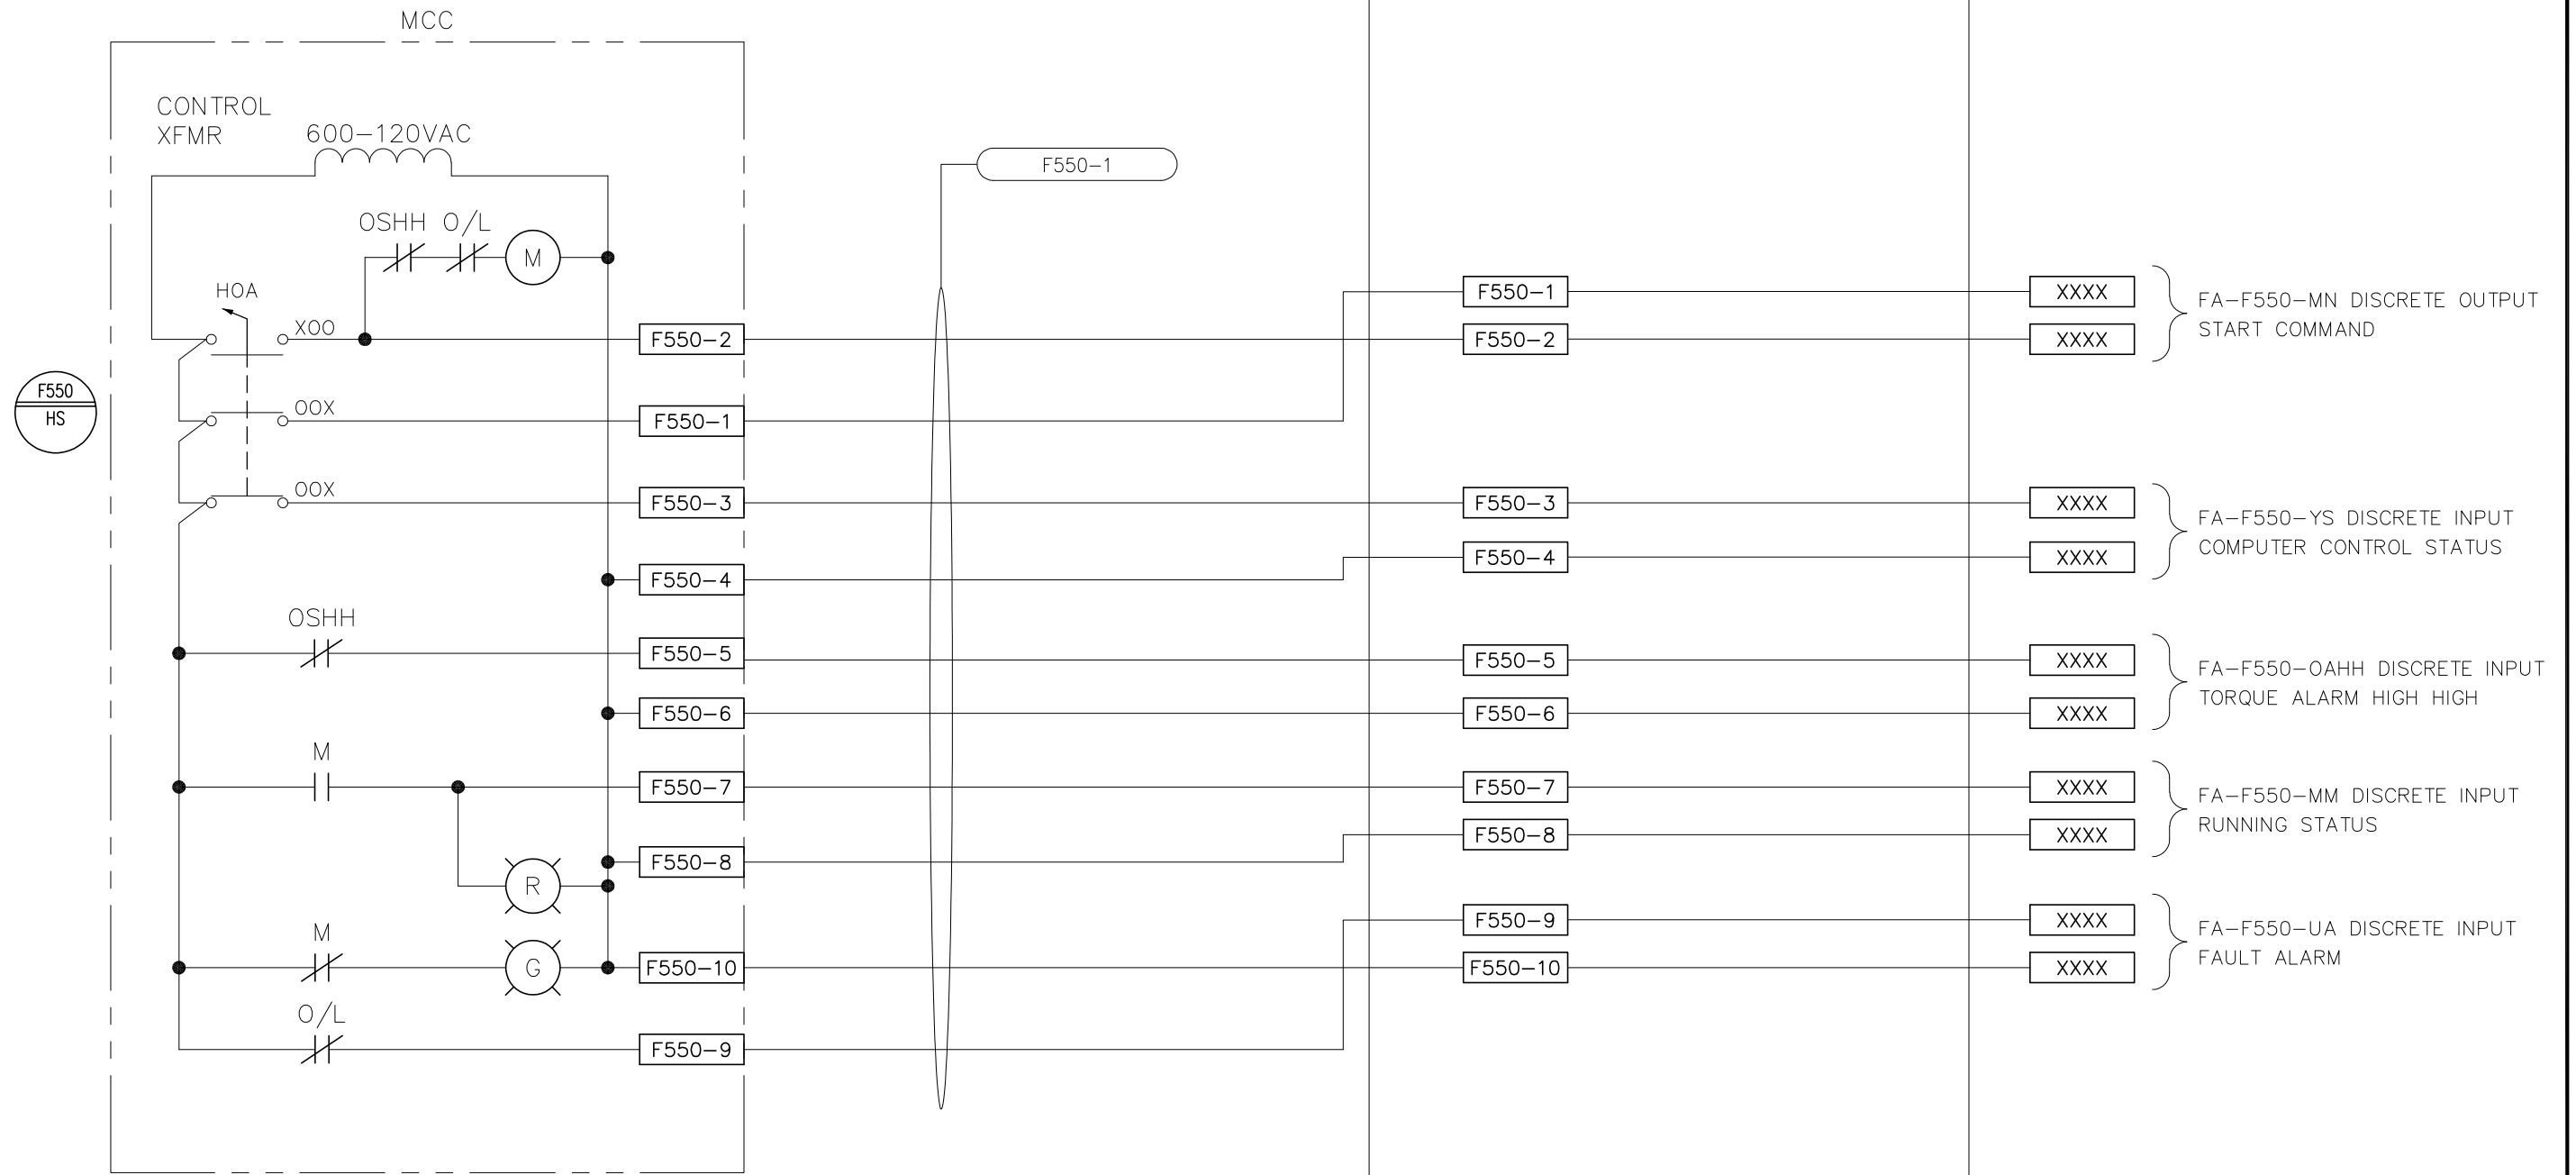 MCC
CONTROL
XFMR
600-120VAC
F550-1
OSHH O/L
M
HOA
XOO
F550-2
F550
HS
OOX
F550-1
OOX
F550-3
F550-4
OSHH
F550-5
F550-6
M
F550-7
F550-8
R
M
G
F550-10
O/L
F550-9
F550-1
F550-2
F550-3
F550-4
F550-5
F550-6
F550-7
F550-8
F550-9
F550-10
XXXX
XXXX
FA-F550-MN DISCRETE OUTPUT
START COMMAND
XXXX
XXXX
FA-F550-YS DISCRETE INPUT
COMPUTER CONTROL STATUS
XXXX
XXXX
FA-F550-OAHH DISCRETE INPUT
TORQUE ALARM HIGH HIGH
XXXX
XXXX
FA-F550-MM DISCRETE INPUT
RUNNING STATUS
XXXX
XXXX
FA-F550-UA DISCRETE INPUT
FAULT ALARM